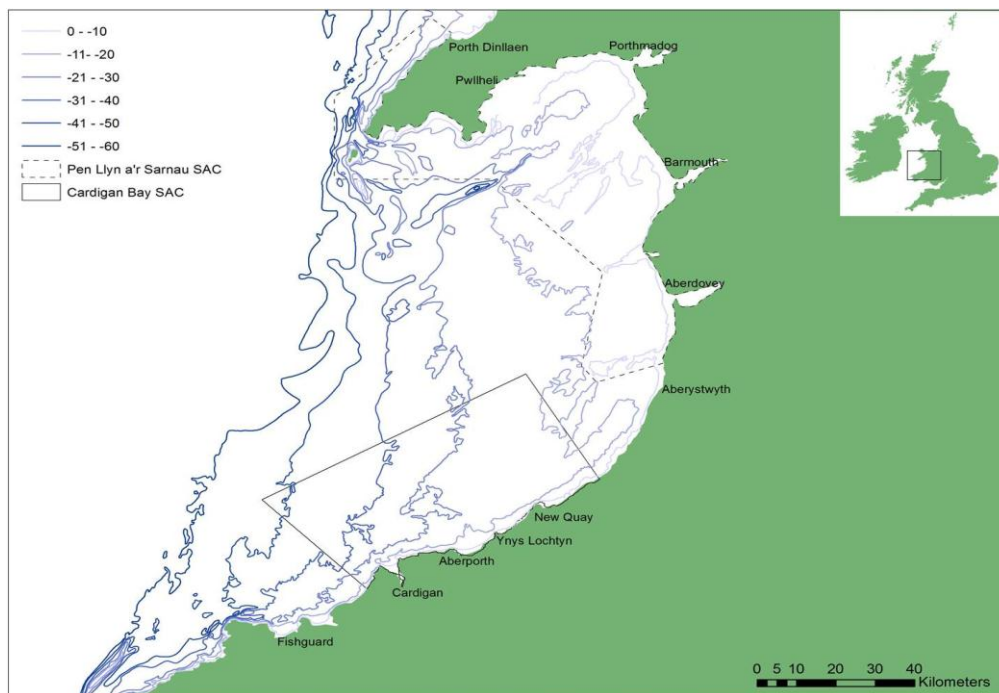 0 - -10
-11- -20
-21 - -30
-31 - -40
-41 - -50
-51 - -60
Pen Llyn a'r Sarnau SAC
Cardigan Bay SAC
Porth Dinllaen
Porthmadog
Pwllheli
Barmouth
Aberdovey
Aberystwyth
New Quay
Ynys Lochtyn
Aberporth
Cardigan
Fishguard
0 5 10 20 30 40
Kilometers